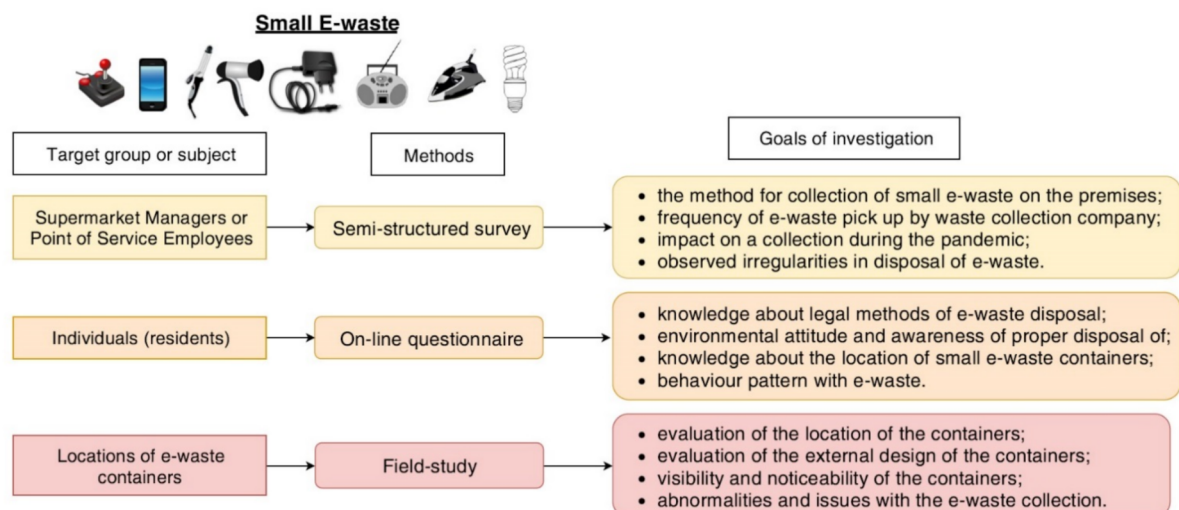 Small E-waste
Target group or subject
Methods
Goals of investigation
Supermarket Managers or
Point of Service Employees
Semi-structured survey
• the method for collection of small e-waste on the premises;
• frequency of e-waste pick up by waste collection company;
• impact on a collection during the pandemic;
• observed irregularities in disposal of e-waste.
Individuals (residents)
On-line questionnaire
• knowledge about legal methods of e-waste disposal;
• environmental attitude and awareness of proper disposal of;
• knowledge about the location of small e-waste containers;
• behaviour pattern with e-waste.
Locations of e-waste
containers
Field-study
• evaluation of the location of the containers;
• evaluation of the external design of the containers;
• visibility and noticeability of the containers;
• abnormalities and issues with the e-waste collection.